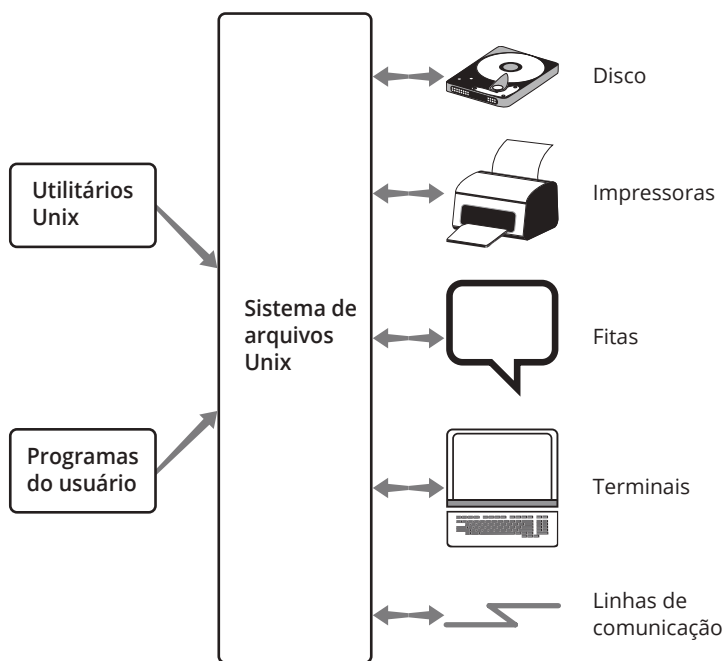 Utilitários
Unix
Programas
do usuário
Sistema de
arquivos
Unix
Disco
Impressoras
Fitas
Terminais
Linhas de
comunicação